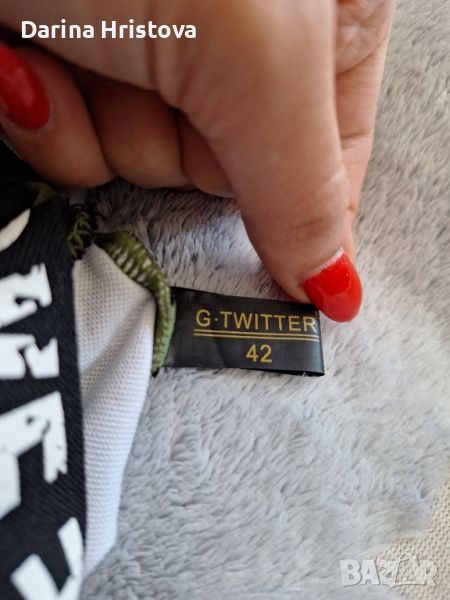 Darina Hristova
G·TWITTER
42
BAZAR